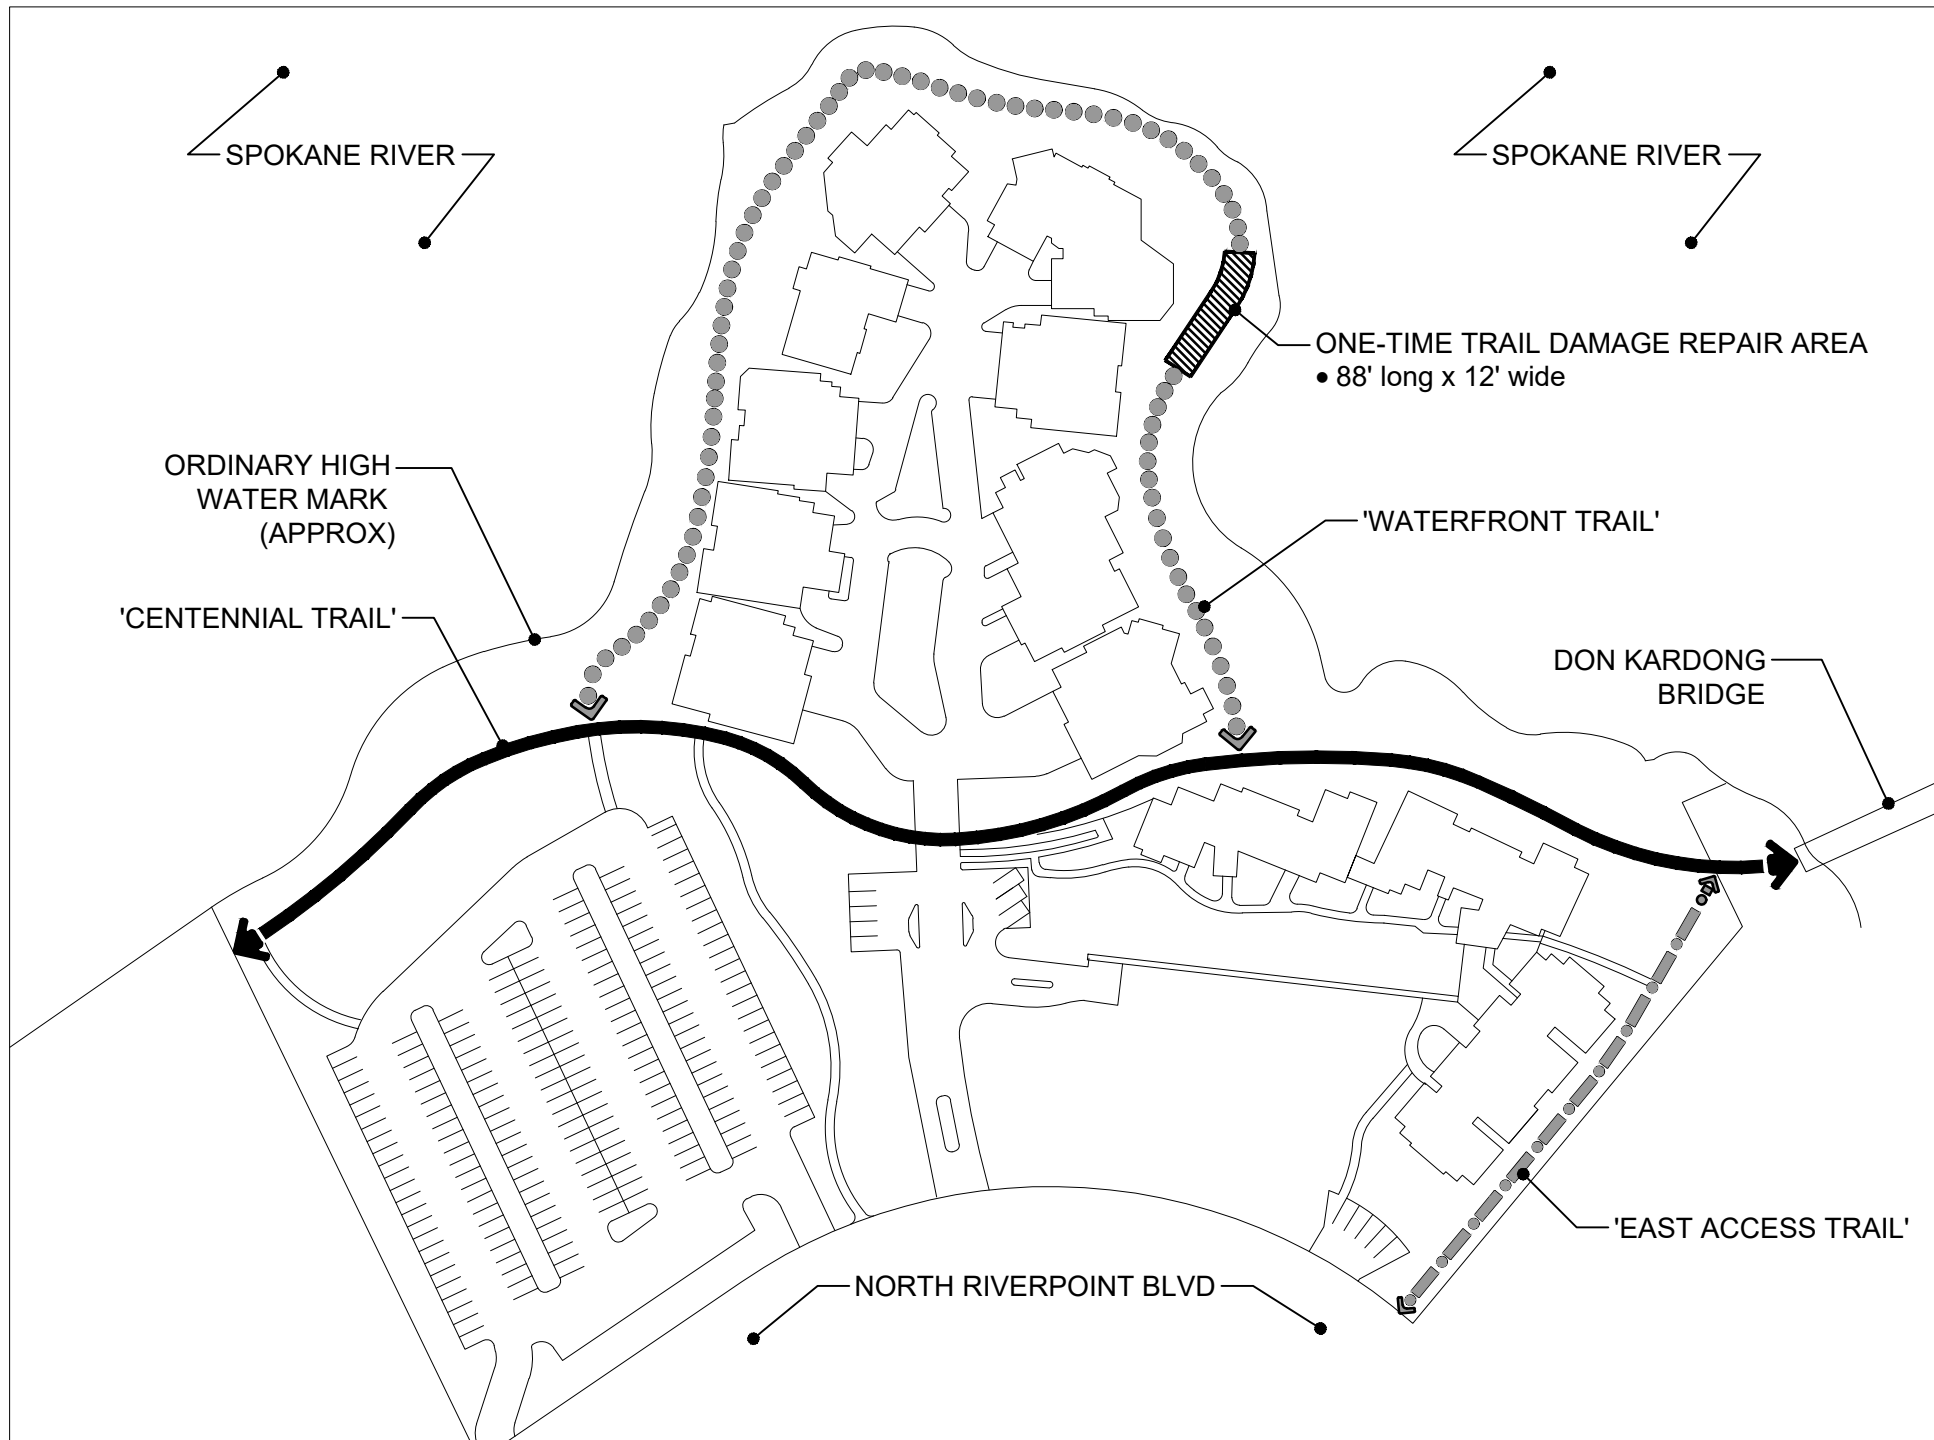 SPOKANE RIVER
SPOKANE RIVER
ONE-TIME TRAIL DAMAGE REPAIR AREA
• 88' long x 12' wide
ORDINARY HIGH
WATER MARK
(APPROX)
'WATERFRONT TRAIL'
'CENTENNIAL TRAIL'
DON KARDONG
BRIDGE
'EAST ACCESS TRAIL'
NORTH RIVERPOINT BLVD